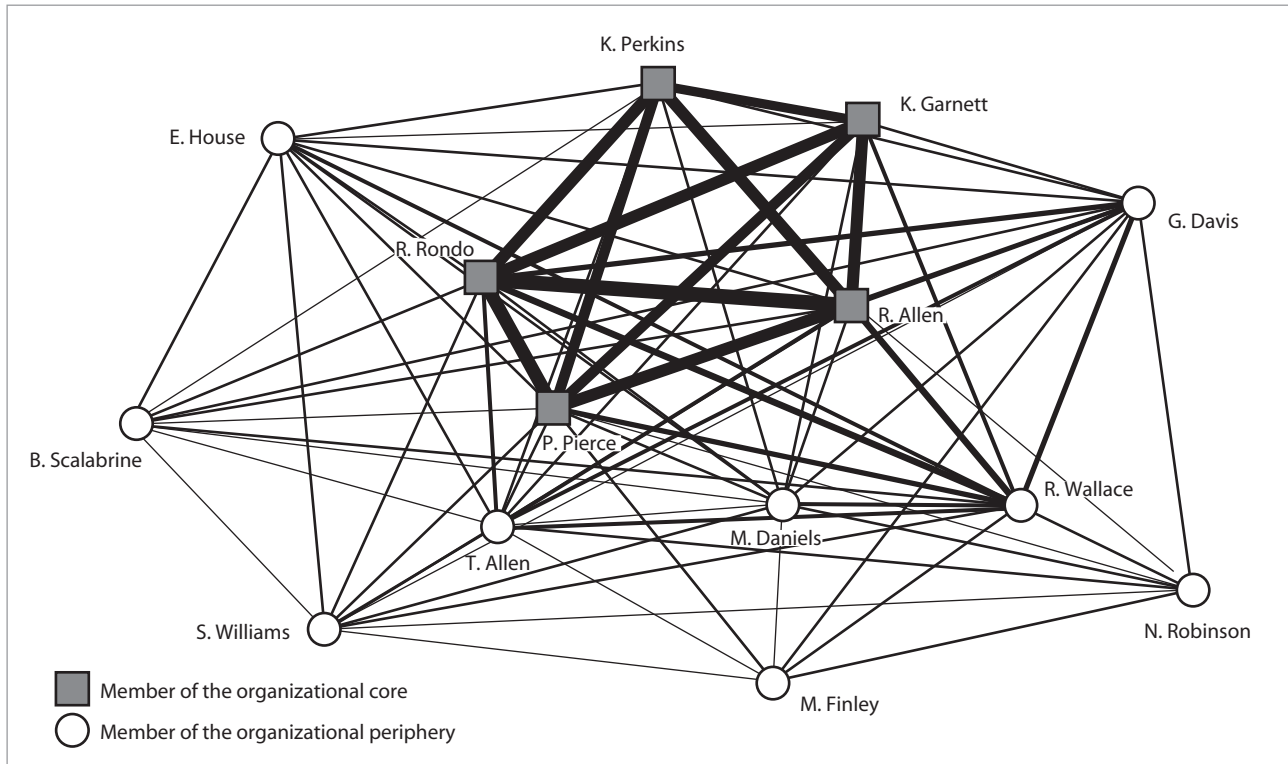 K. Perkins
K. Garnett
E. House
G. Davis
R. Rondo
R. Allen
P. Pierce
B. Scalabrine
R. Wallace
M. Daniels
T. Allen
S. Williams
N. Robinson
M. Finley
Member of the organizational core
Member of the organizational periphery